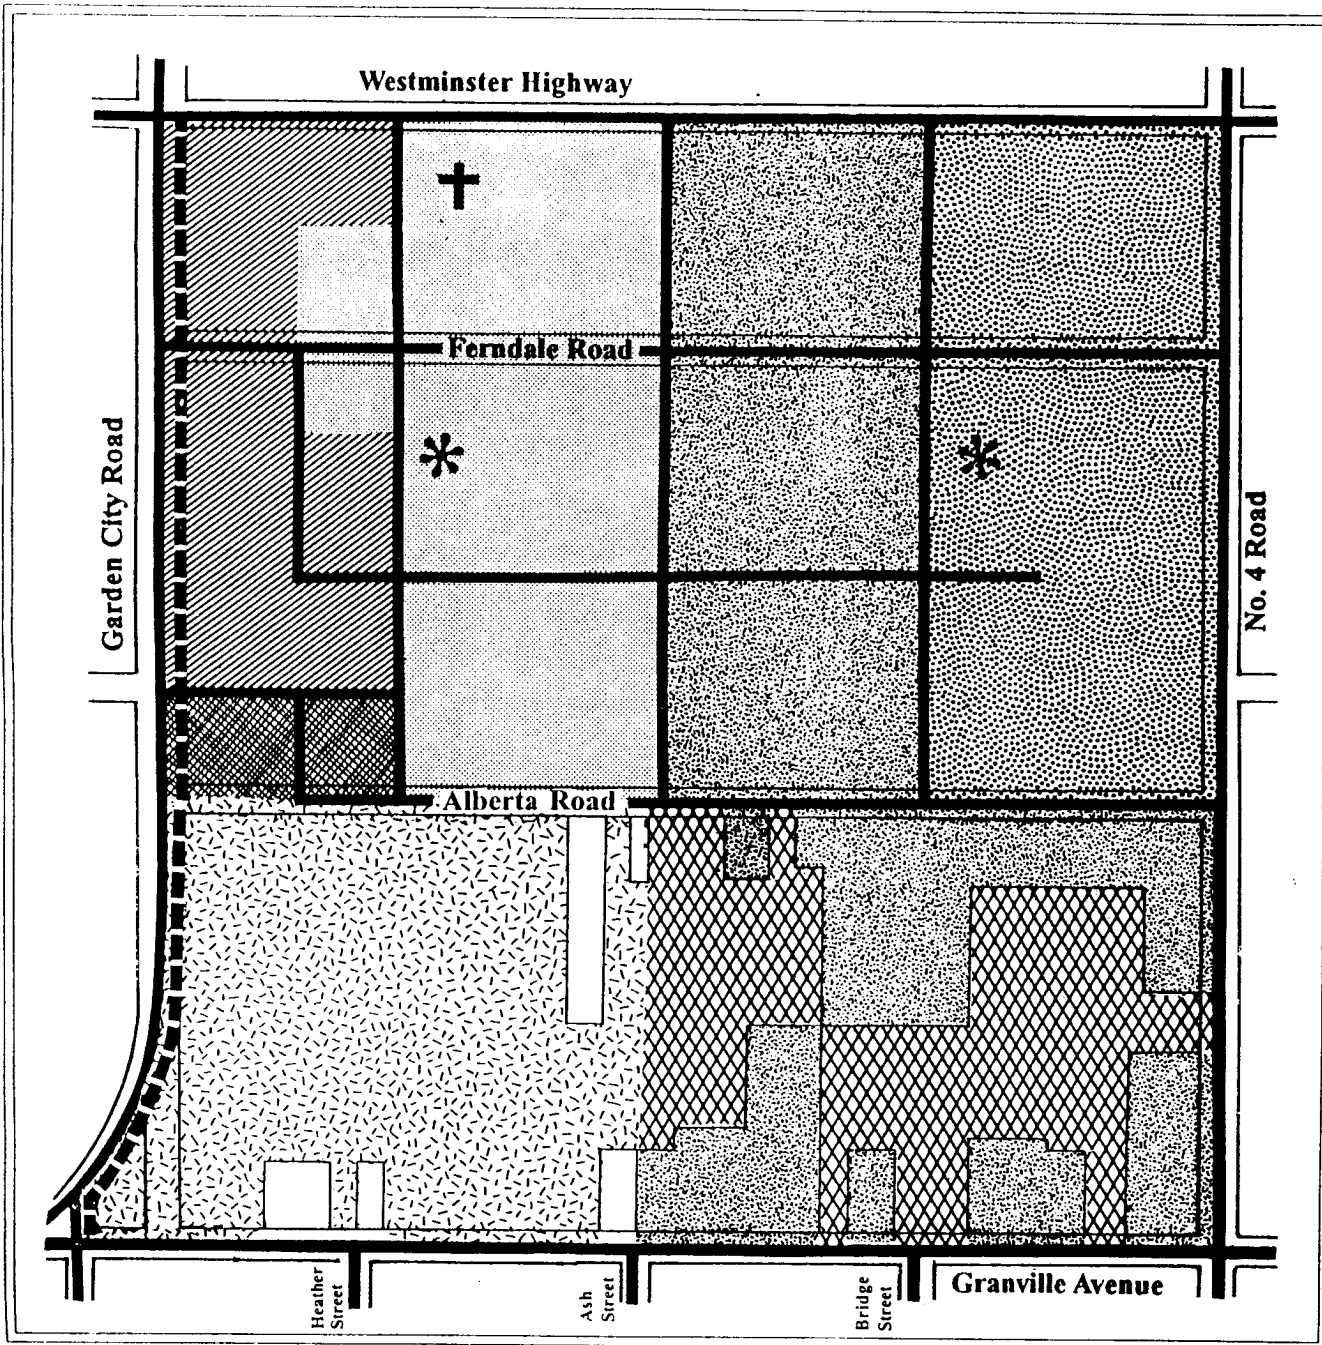 Westminster Highway
Ferndale Road
Garden City Road
No. 4 Road
Alberta Road
Heather
Street
Ash
Street
Bridge
Street
Granville Avenue